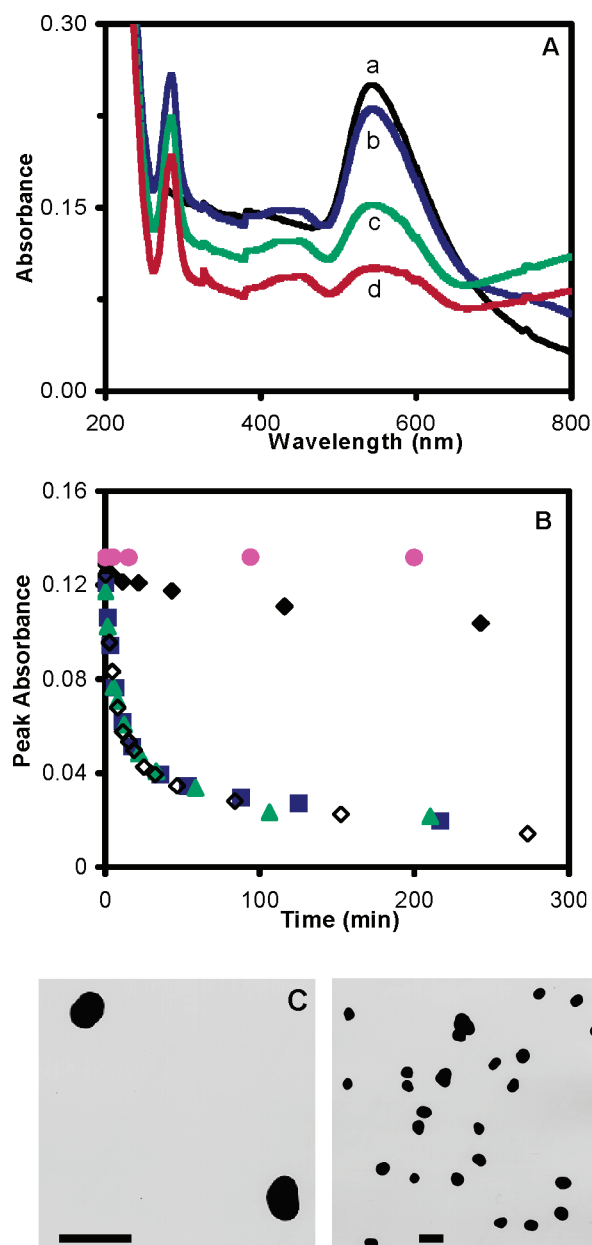 0.30
A
a
b
0.15
c
d
0.00
Absorbance
200 400 600 800
Wavelength (nm)
0.16
B
0.12
0.08
0.04
0
Peak Absorbance
0 100 200 300
Time (min)
C